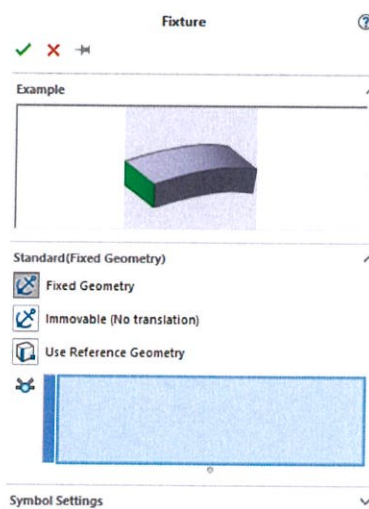 Fixture
?
Example
Standard(Fixed Geometry)
Fixed Geometry
Immovable (No translation)
Use Reference Geometry
Symbol Settings